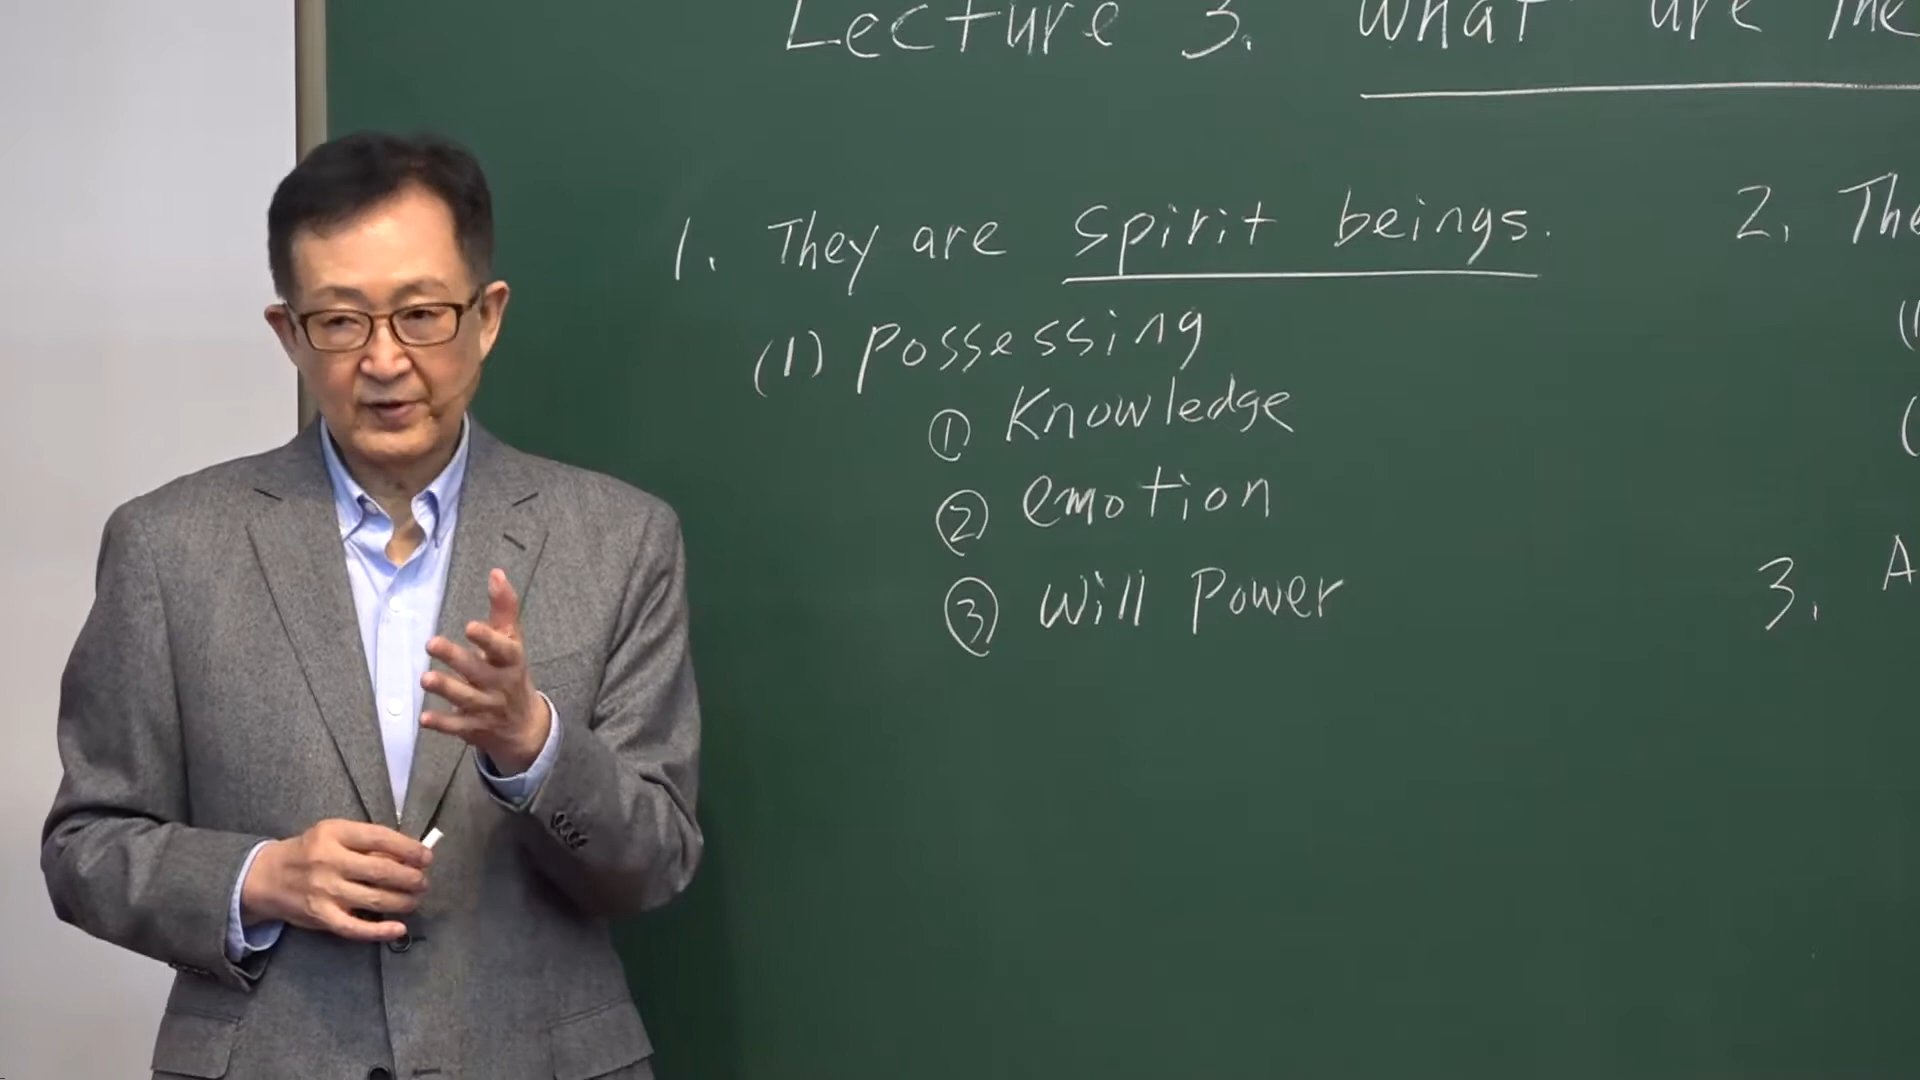 Lecture 3. What are the
1. They are spirit beings.
(1) Possessing
① Knowledge
② emotion
③ Will Power
2. The
(1
(
3. A